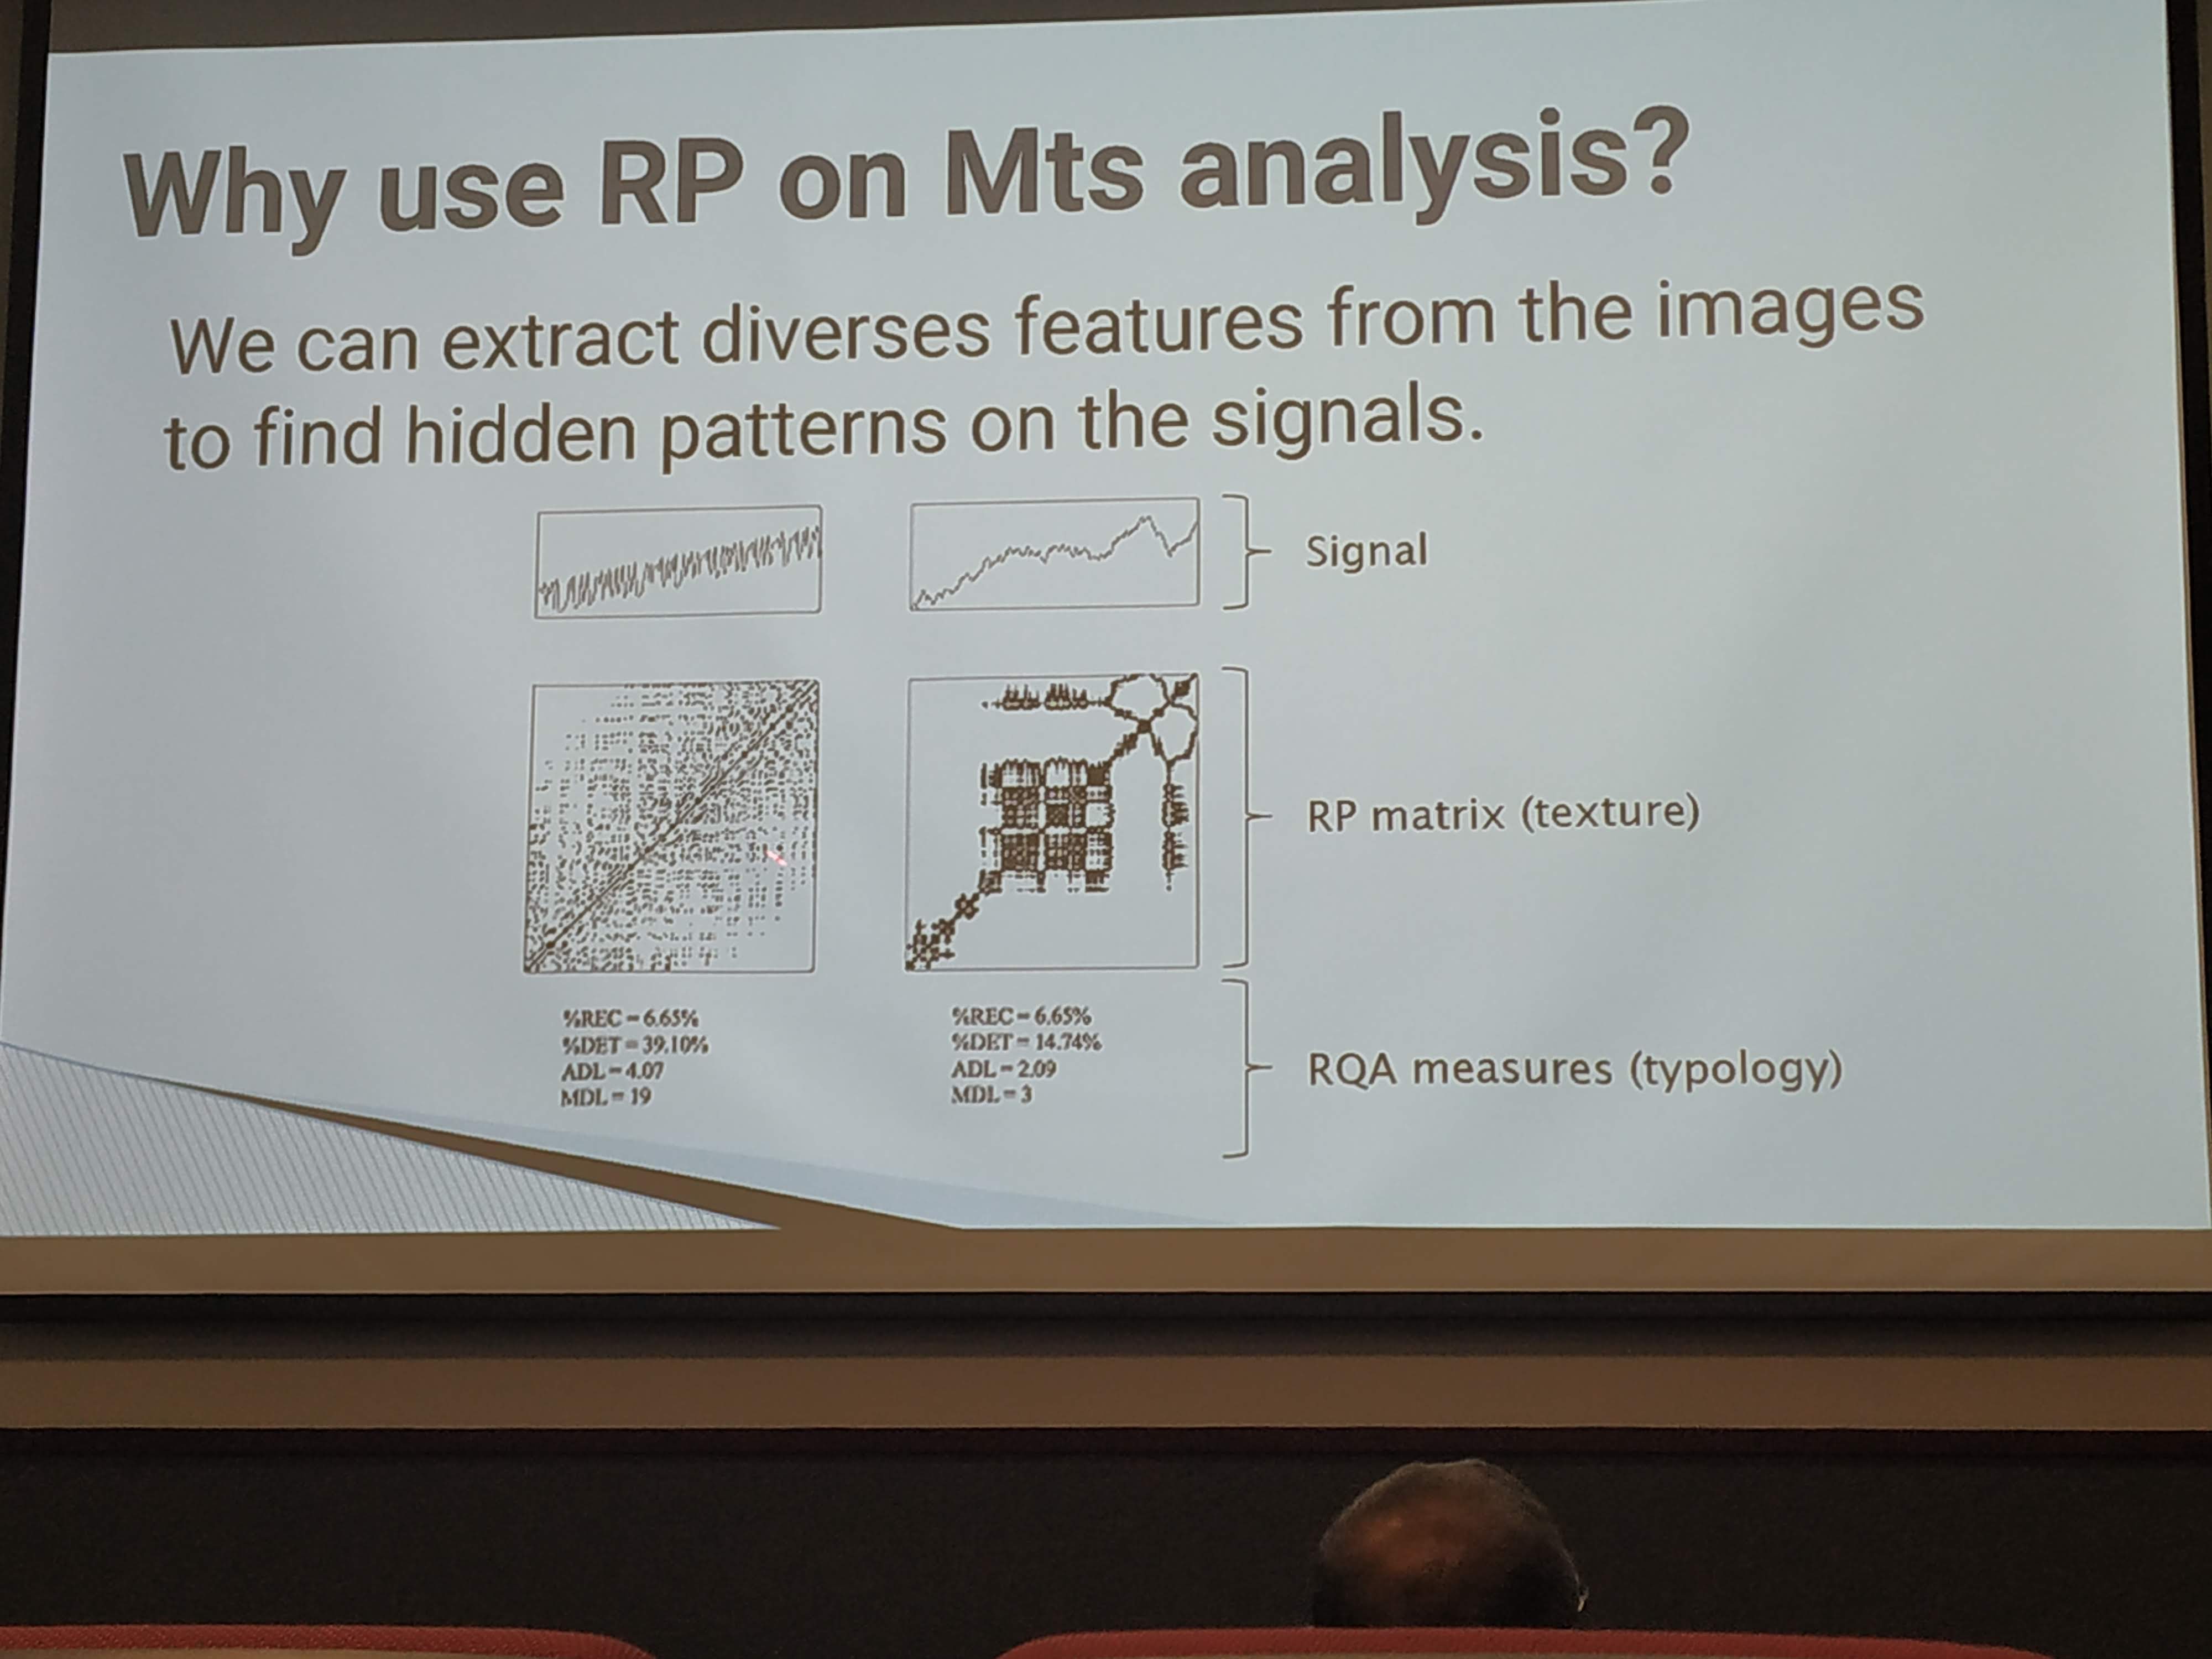 Why use RP on Mts analysis?
We can extract diverses features from the images
to find hidden patterns on the signals.
Signal
RP matrix (texture)
%REC = 6.65%
%DET = 39.10%
ADL = 4.07
MDL = 19
%REC = 6.65%
%DET = 14.74%
ADL = 2.09
MDL = 3
RQA measures (typology)